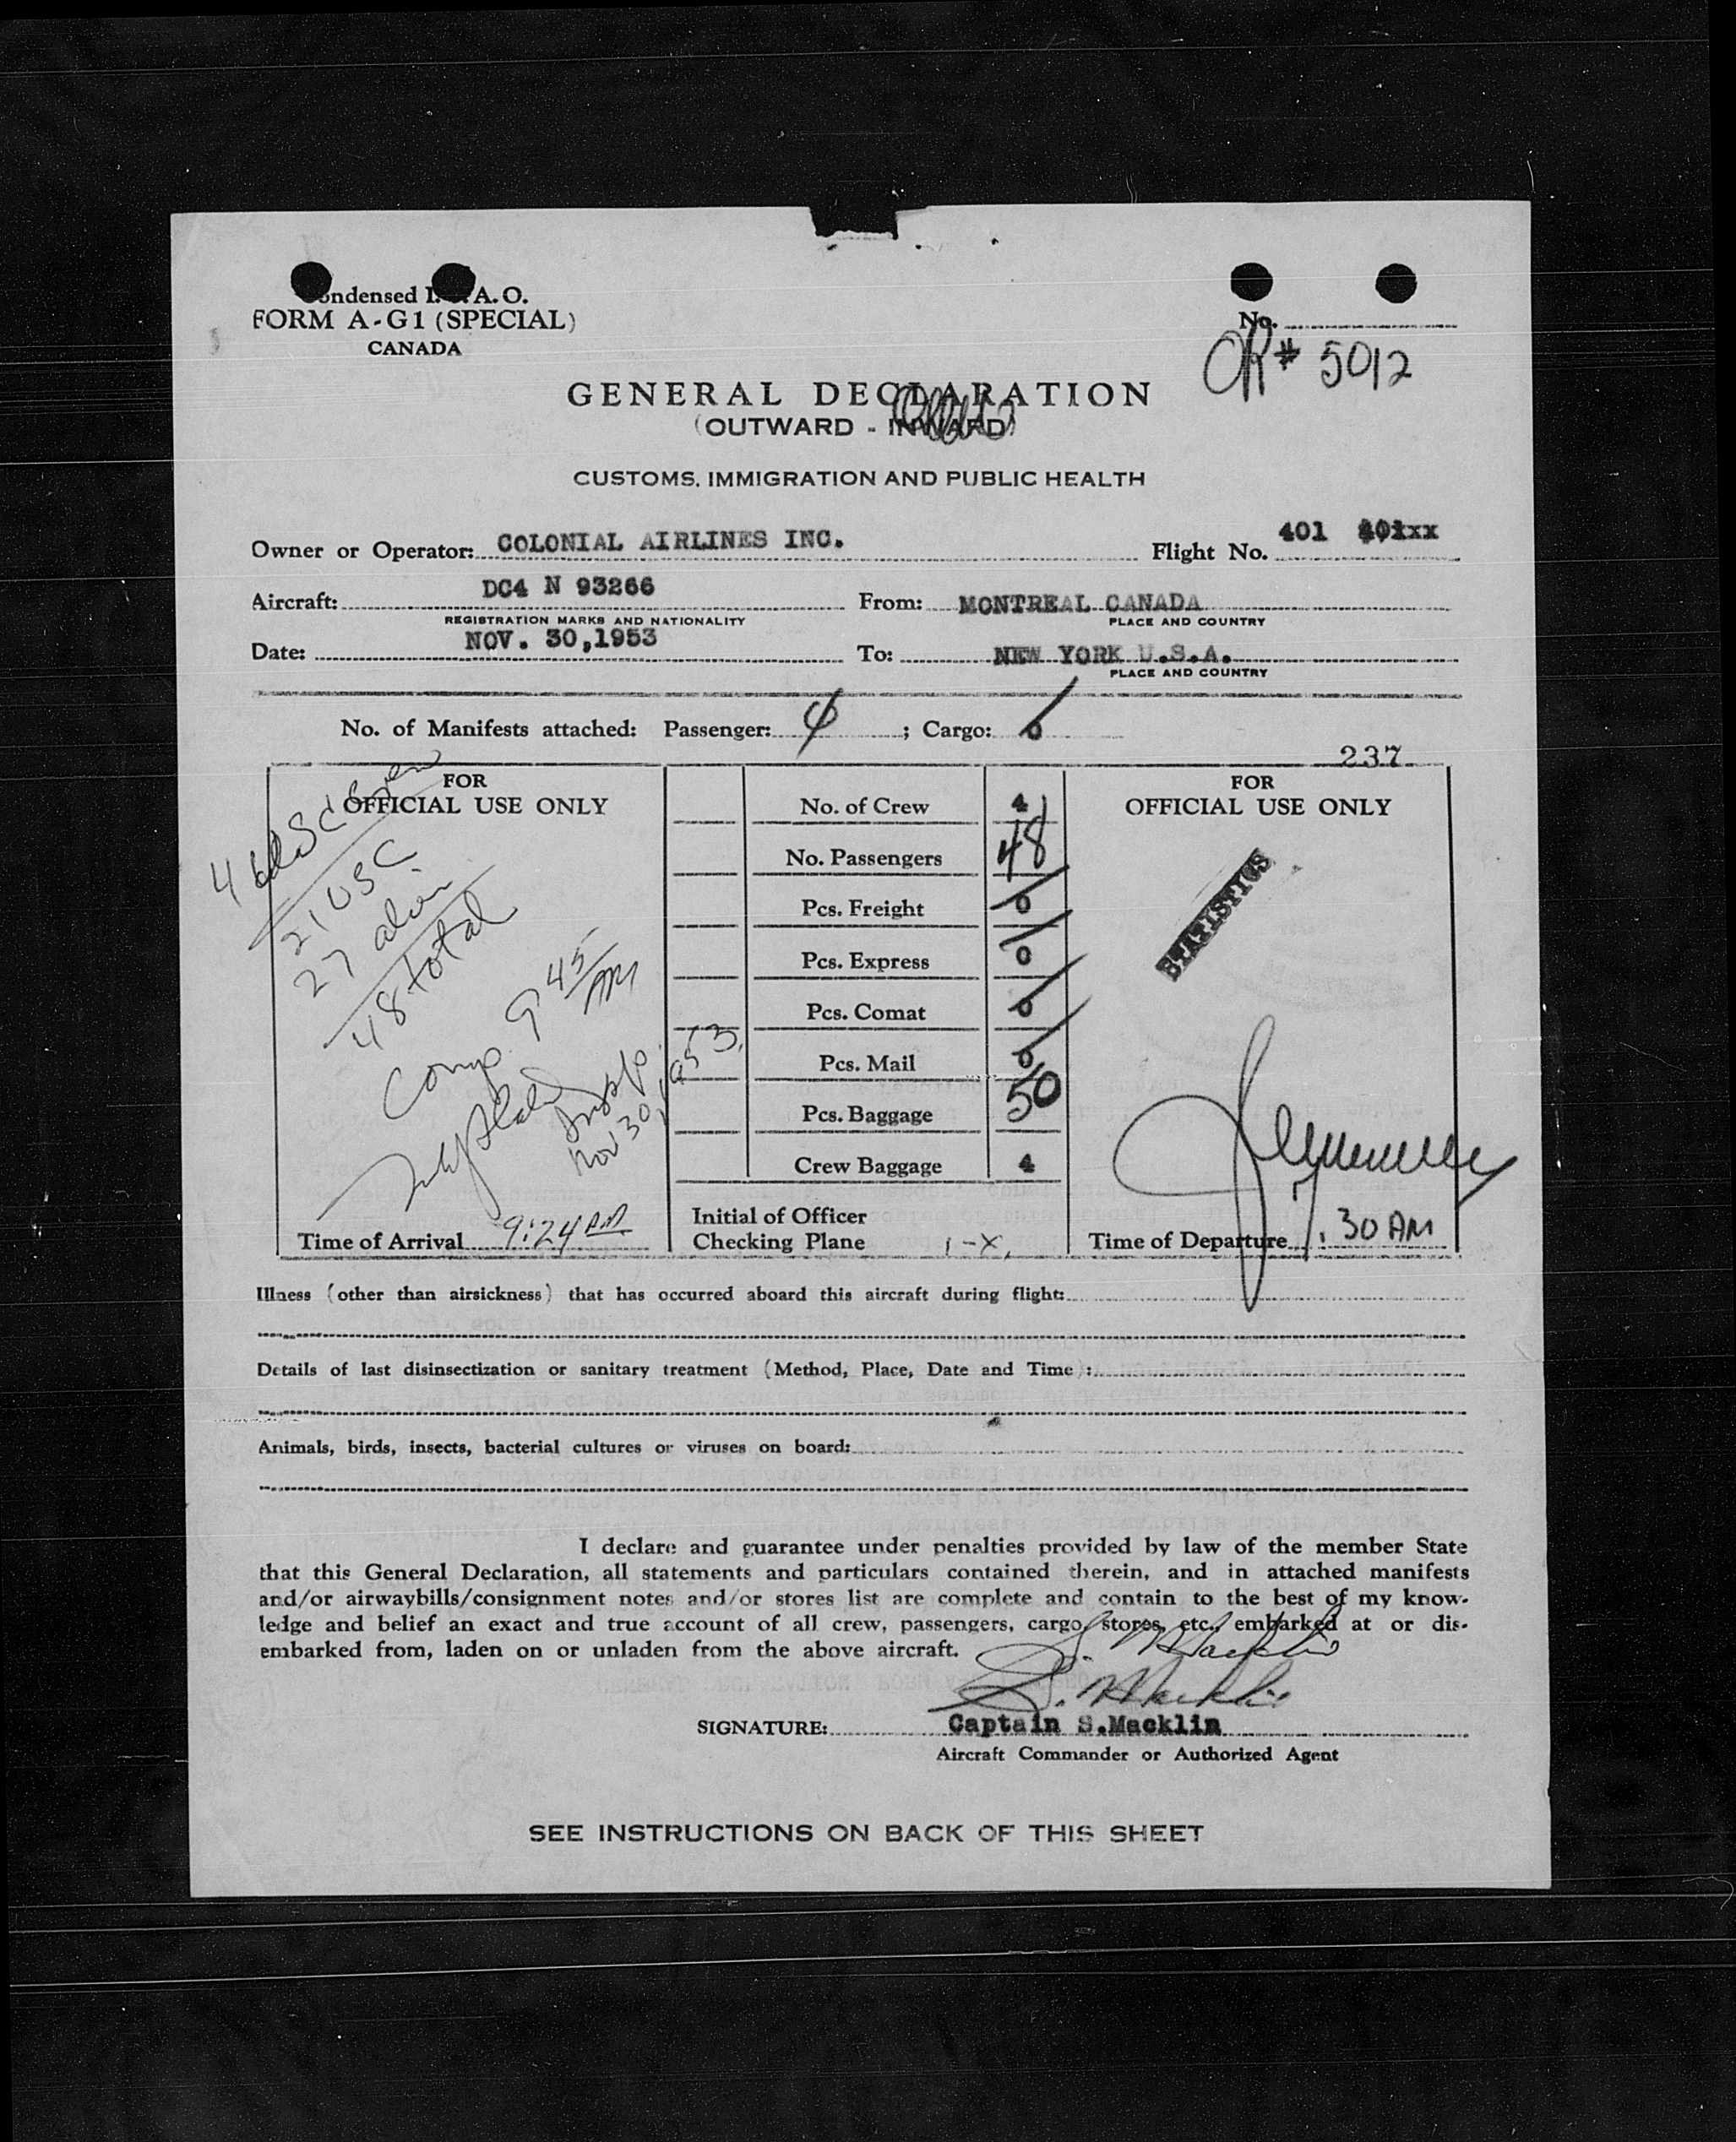 Condensed I. A.O.
FORM A-G1 (SPECIAL)
CANADA
No.
OR# 5012
GENERAL DECLARATION
(OUTWARD - INWARD)
CUSTOMS, IMMIGRATION AND PUBLIC HEALTH
Owner or Operator: COLONIAL AIRLINES INC. Flight No. 401
Aircraft: DC4 N 93266 From: MONTREAL CANADA
REGISTRATION MARKS AND NATIONALITY PLACE AND COUNTRY
Date: NOV. 30,1953 To: NEW YORK U.S.A.
PLACE AND COUNTRY
No. of Manifests attached: Passenger: 4 ; Cargo: 0
237
FOR
OFFICIAL USE ONLY
4 USC Crew
21 USC
27 alien
48 total
Comp. 9 45 AM
Insp.
Nov 30, 1953.
Time of Arrival 9:24 AM
No. of Crew 4
No. Passengers 48
Pcs. Freight 0
Pcs. Express 0
Pcs. Comat 0
Pcs. Mail 0
Pcs. Baggage 50
Crew Baggage 4
Initial of Officer
Checking Plane
FOR
OFFICIAL USE ONLY
STATISTICS
Time of Departure 7:30 AM
Illness (other than airsickness) that has occurred aboard this aircraft during flight:
Details of last disinsectization or sanitary treatment (Method, Place, Date and Time):
Animals, birds, insects, bacterial cultures or viruses on board:
I declare and guarantee under penalties provided by law of the member State
that this General Declaration, all statements and particulars contained therein, and in attached manifests
and/or airwaybills/consignment notes and/or stores list are complete and contain to the best of my know-
ledge and belief an exact and true account of all crew, passengers, cargo, stores, etc., embarked at or dis-
embarked from, laden on or unladen from the above aircraft.
S. Macklin
S. Macklin
SIGNATURE: Captain S.Macklin
Aircraft Commander or Authorized Agent
SEE INSTRUCTIONS ON BACK OF THIS SHEET